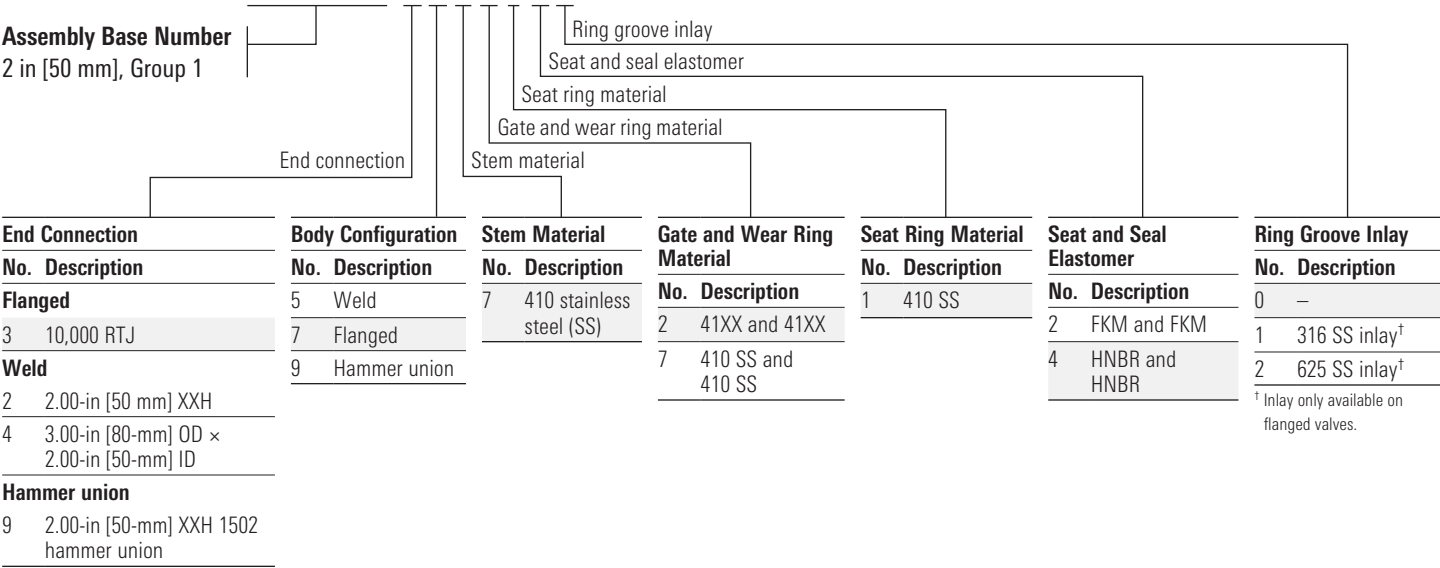 Assembly Base Number
2 in [50 mm], Group 1
Ring groove inlay
Seat and seal elastomer
Seat ring material
Gate and wear ring material
End connection
Stem material
End Connection
No. Description
Flanged
3 10,000 RTJ
Weld
2 2.00-in [50 mm] XXH
4 3.00-in [80-mm] OD ×
2.00-in [50-mm] ID
Hammer union
9 2.00-in [50-mm] XXH 1502
hammer union
Body Configuration
No. Description
5 Weld
7 Flanged
9 Hammer union
Stem Material
No. Description
7 410 stainless
steel (SS)
Gate and Wear Ring
Material
No. Description
2 41XX and 41XX
7 410 SS and
410 SS
Seat Ring Material
No. Description
1 410 SS
Seat and Seal
Elastomer
No. Description
2 FKM and FKM
4 HNBR and
HNBR
Ring Groove Inlay
No. Description
0 –
1 316 SS inlay†
2 625 SS inlay†
† Inlay only available on
flanged valves.